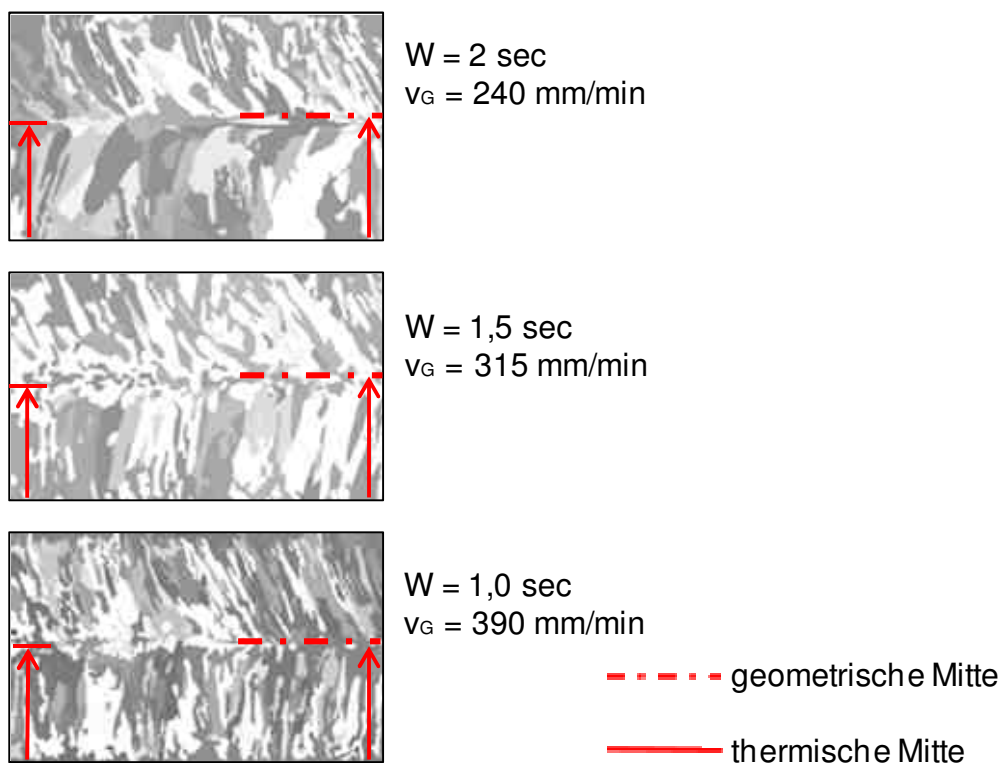 W = 2 sec
vG = 240 mm/min
W = 1,5 sec
vG = 315 mm/min
W = 1,0 sec
vG = 390 mm/min
geometrische Mitte
thermische Mitte